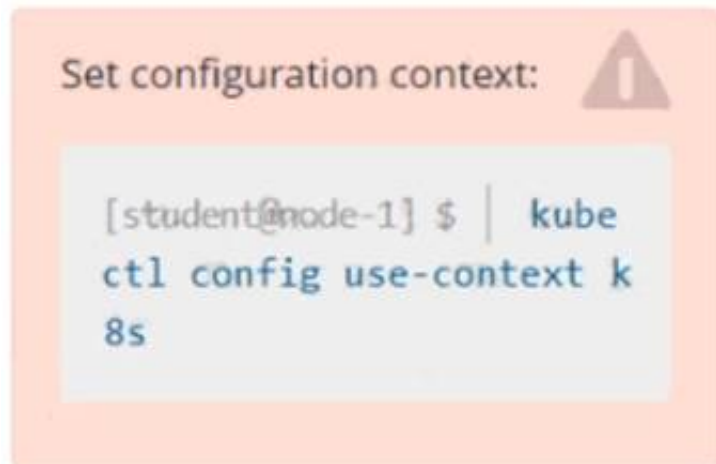 Set configuration context:
[student@node-1] $ | kube
ctl config use-context k
8s